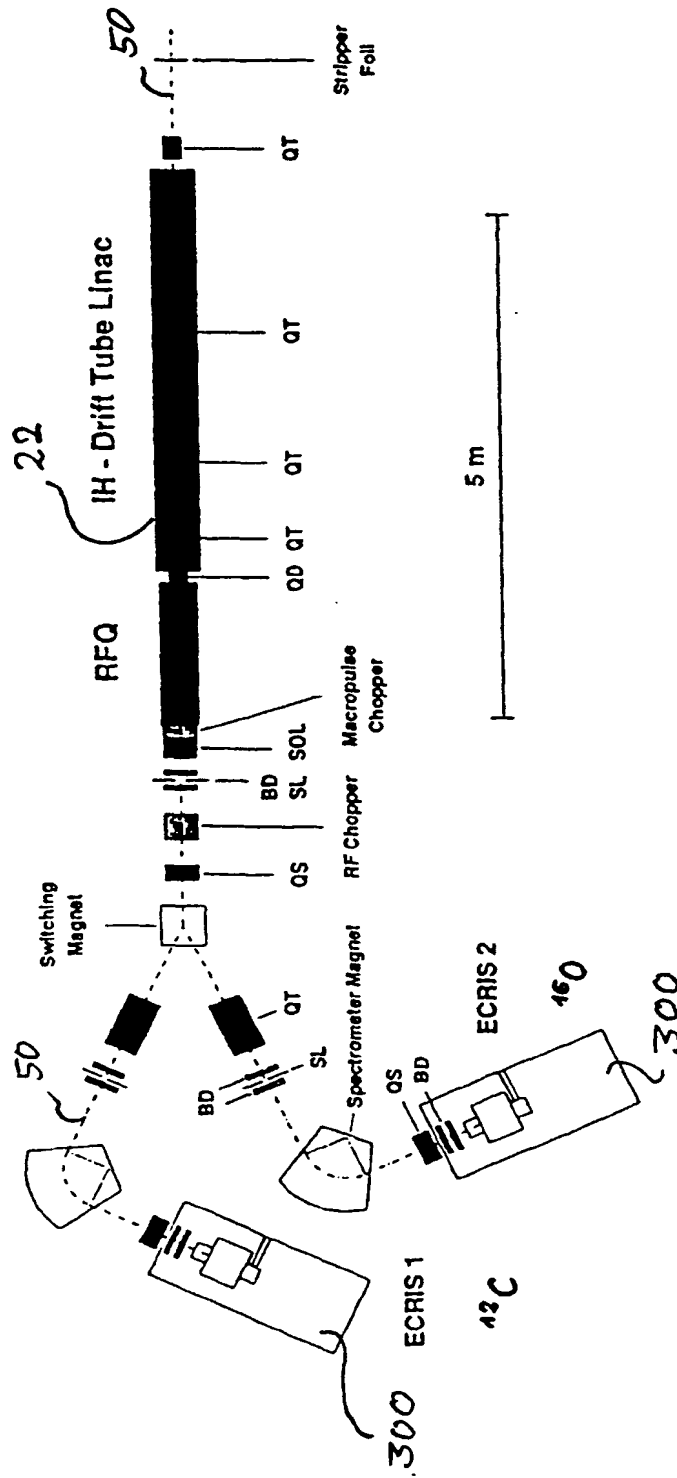 50
Stripper
Foil
QT
IH - Drift Tube Linac
22
QT
QT
QT
QD
RFQ
5 m
Macropulse
Chopper
SOL
SL
BD
RF Chopper
QS
Switching
Magnet
QT
SL
BD
Spectrometer Magnet
50
QS
BD
ECRIS 2
16O
300
ECRIS 1
12C
300